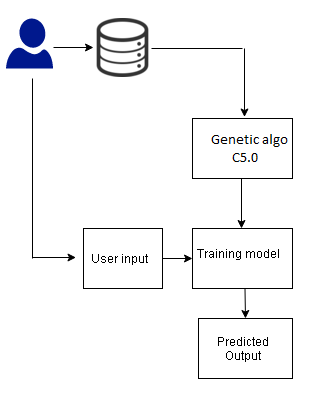 Genetic algo
C5.0
User input
Training model
Predicted
Output